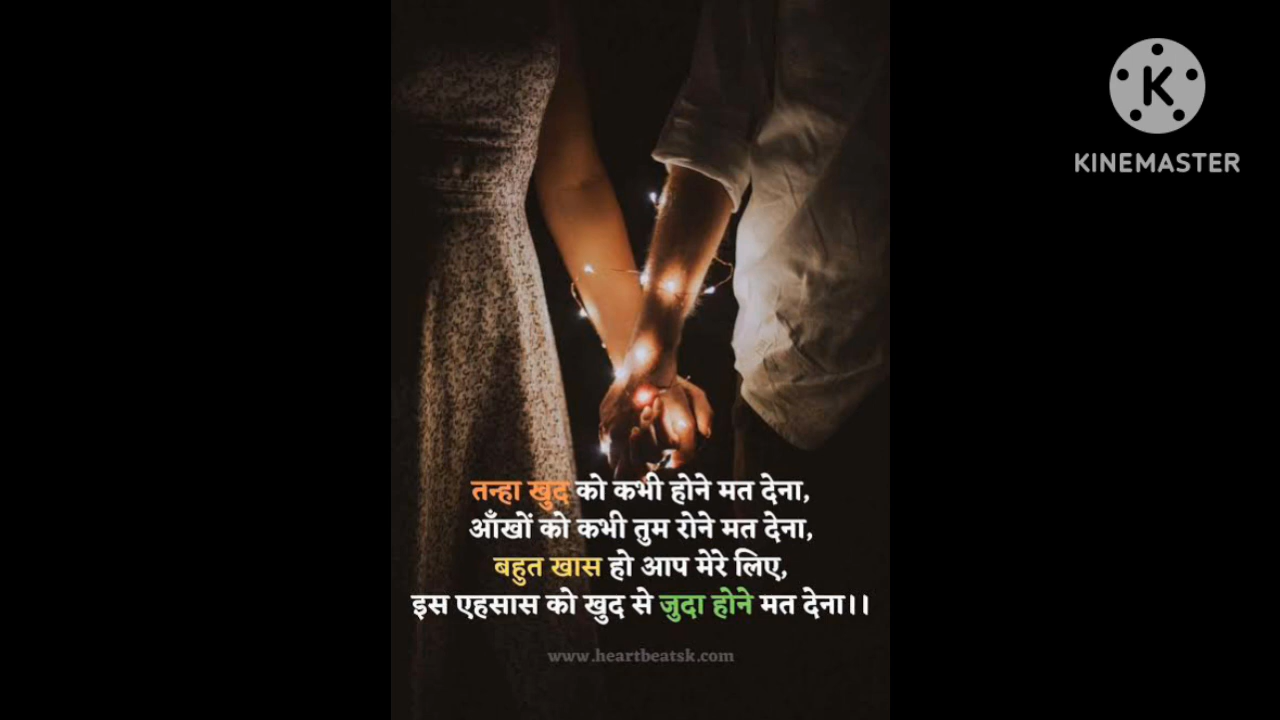 K
KINEMASTER
तन्हा खुद को कभी होने मत देना,
आँखों को कभी तुम रोने मत देना,
बहुत खास हो आप मेरे लिए,
इस एहसास को खुद से जुदा होने मत देना।।
www.heartbeatsk.com